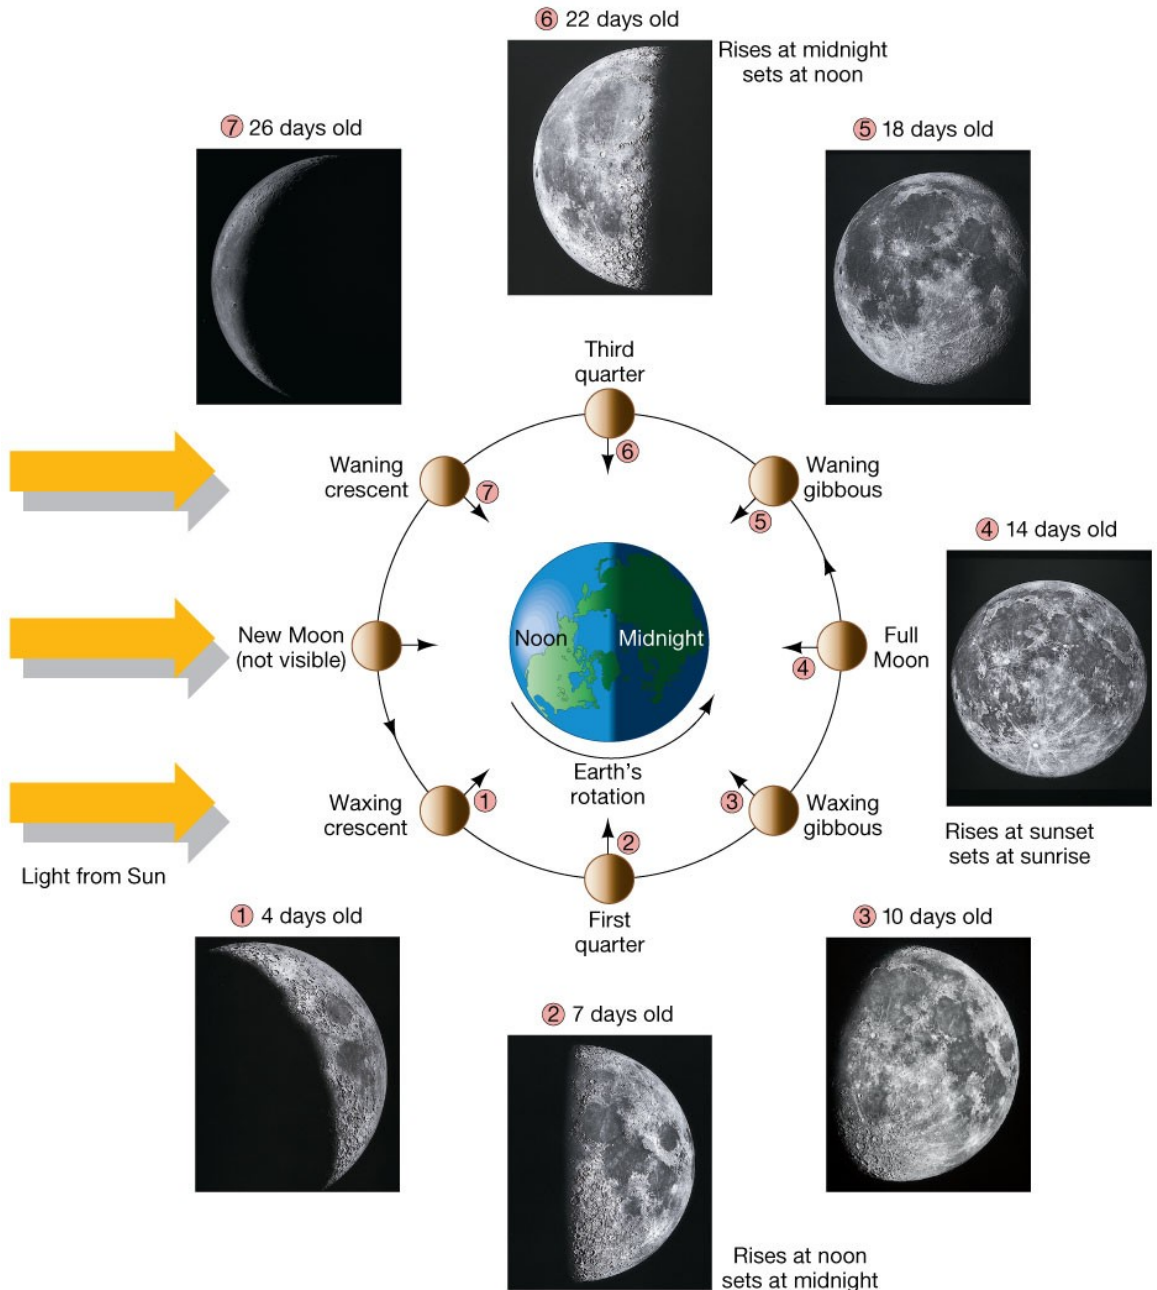 6 22 days old
Rises at midnight
sets at noon
7 26 days old
5 18 days old
Third
quarter
6
Waning
crescent
7
Waning
gibbous
5
4 14 days old
New Moon
(not visible)
Noon
Midnight
4
Full
Moon
Earth's
rotation
Waxing
crescent
1
2
3
Waxing
gibbous
Rises at sunset
sets at sunrise
Light from Sun
First
quarter
1 4 days old
3 10 days old
2 7 days old
Rises at noon
sets at midnight